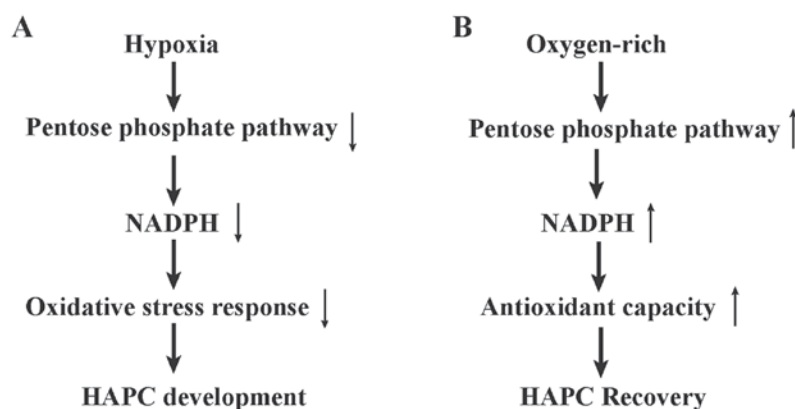 A
Hypoxia
Pentose phosphate pathway ↓
NADPH ↓
Oxidative stress response ↓
HAPC development
B
Oxygen-rich
Pentose phosphate pathway ↑
NADPH ↑
Antioxidant capacity ↑
HAPC Recovery